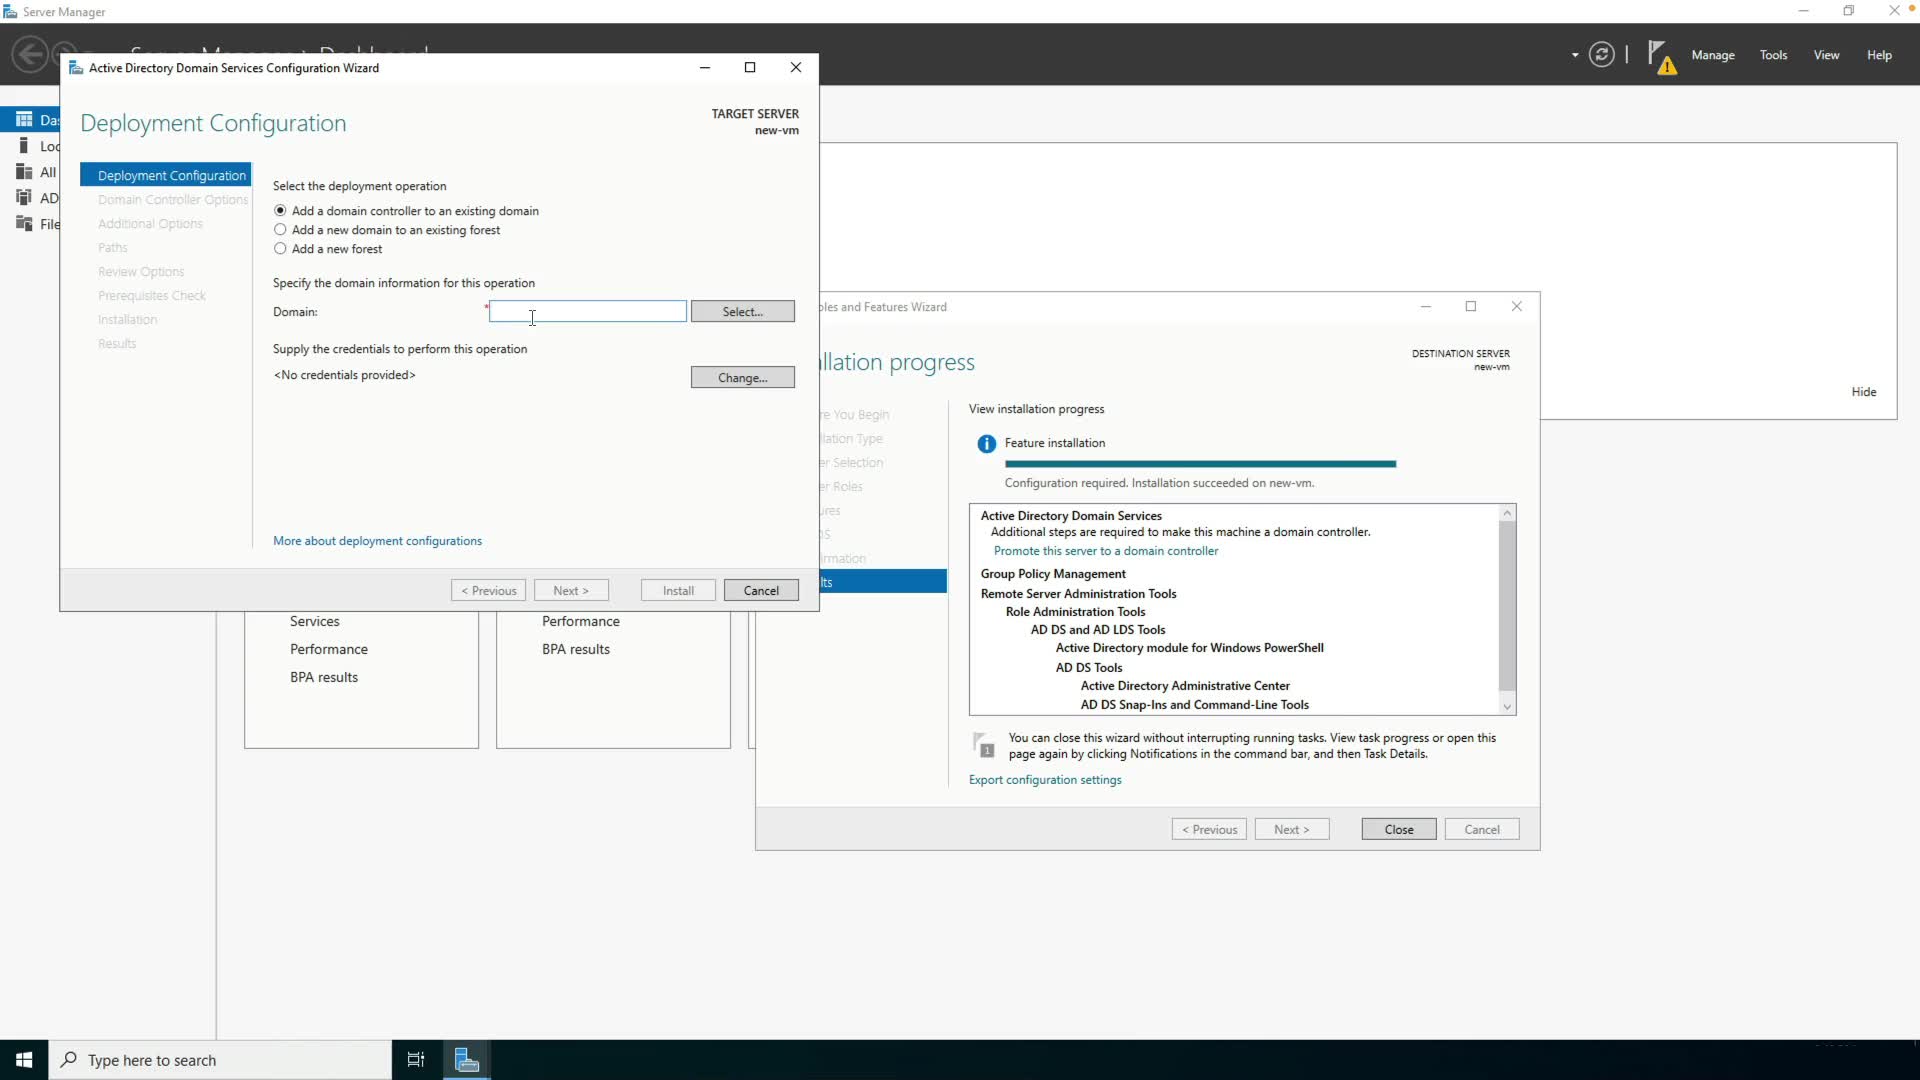 Server Manager
Manage
Tools
View
Help
Active Directory Domain Services Configuration Wizard
Deployment Configuration
TARGET SERVER
new-vm
Deployment Configuration
Domain Controller Options
Additional Options
Paths
Review Options
Prerequisites Check
Installation
Results
Select the deployment operation
Add a domain controller to an existing domain
Add a new domain to an existing forest
Add a new forest
Specify the domain information for this operation
Domain:
*
Select...
Supply the credentials to perform this operation
<No credentials provided>
Change...
More about deployment configurations
< Previous
Next >
Install
Cancel
All
AD
File
Hide
Services
Performance
BPA results
Performance
BPA results
les and Features Wizard
llation progress
DESTINATION SERVER
new-vm
re You Begin
llation Type
er Selection
er Roles
ures
DS
irmation
lts
View installation progress
Feature installation
Configuration required. Installation succeeded on new-vm.
Active Directory Domain Services
Additional steps are required to make this machine a domain controller.
Promote this server to a domain controller
Group Policy Management
Remote Server Administration Tools
Role Administration Tools
AD DS and AD LDS Tools
Active Directory module for Windows PowerShell
AD DS Tools
Active Directory Administrative Center
AD DS Snap-Ins and Command-Line Tools
1
You can close this wizard without interrupting running tasks. View task progress or open this
page again by clicking Notifications in the command bar, and then Task Details.
Export configuration settings
< Previous
Next >
Close
Cancel
Type here to search